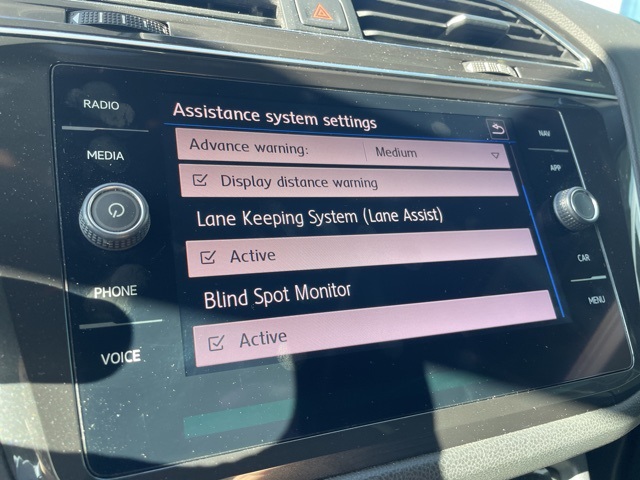 RADIO
MEDIA
PHONE
VOICE
Assistance system settings
Advance warning: Medium
Display distance warning
Lane Keeping System (Lane Assist)
Active
Blind Spot Monitor
Active
NAV
APP
CAR
MENU